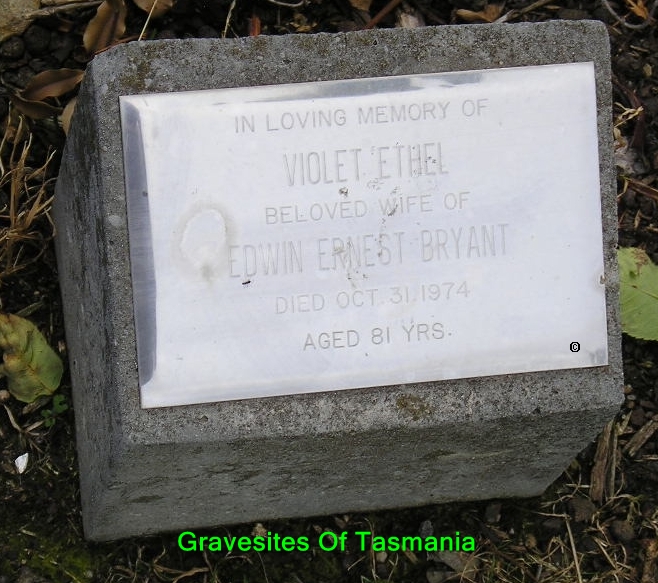 IN LOVING MEMORY OF
VIOLET ETHEL
BELOVED WIFE OF
EDWIN ERNEST BRYANT
DIED OCT. 31. 1974
AGED 81 YRS.
©
Gravesites Of Tasmania